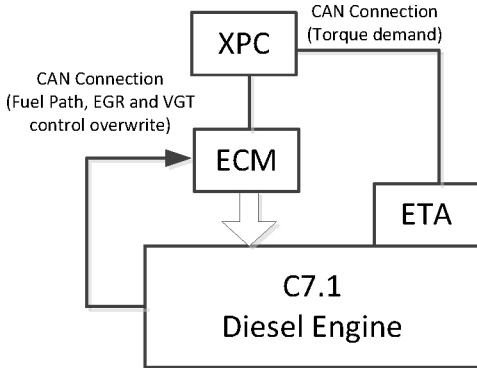 CAN Connection
(Torque demand)
XPC
CAN Connection
(Fuel Path, EGR and VGT
control overwrite)
ECM
ETA
C7.1
Diesel Engine